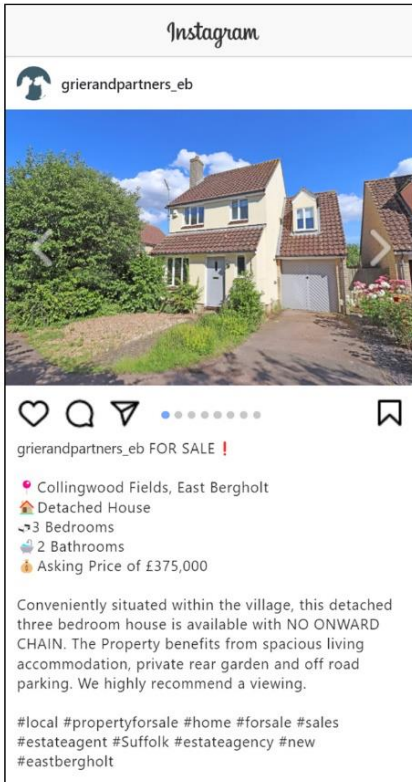 Instagram
grierandpartners_eb
grierandpartners_eb FOR SALE❗
📍 Collingwood Fields, East Bergholt
🏠 Detached House
🛏3 Bedrooms
🛁 2 Bathrooms
💰 Asking Price of £375,000
Conveniently situated within the village, this detached
three bedroom house is available with NO ONWARD
CHAIN. The Property benefits from spacious living
accommodation, private rear garden and off road
parking. We highly recommend a viewing.
#local #propertyforsale #home #forsale #sales
#estateagent #Suffolk #estateagency #new
#eastbergholt